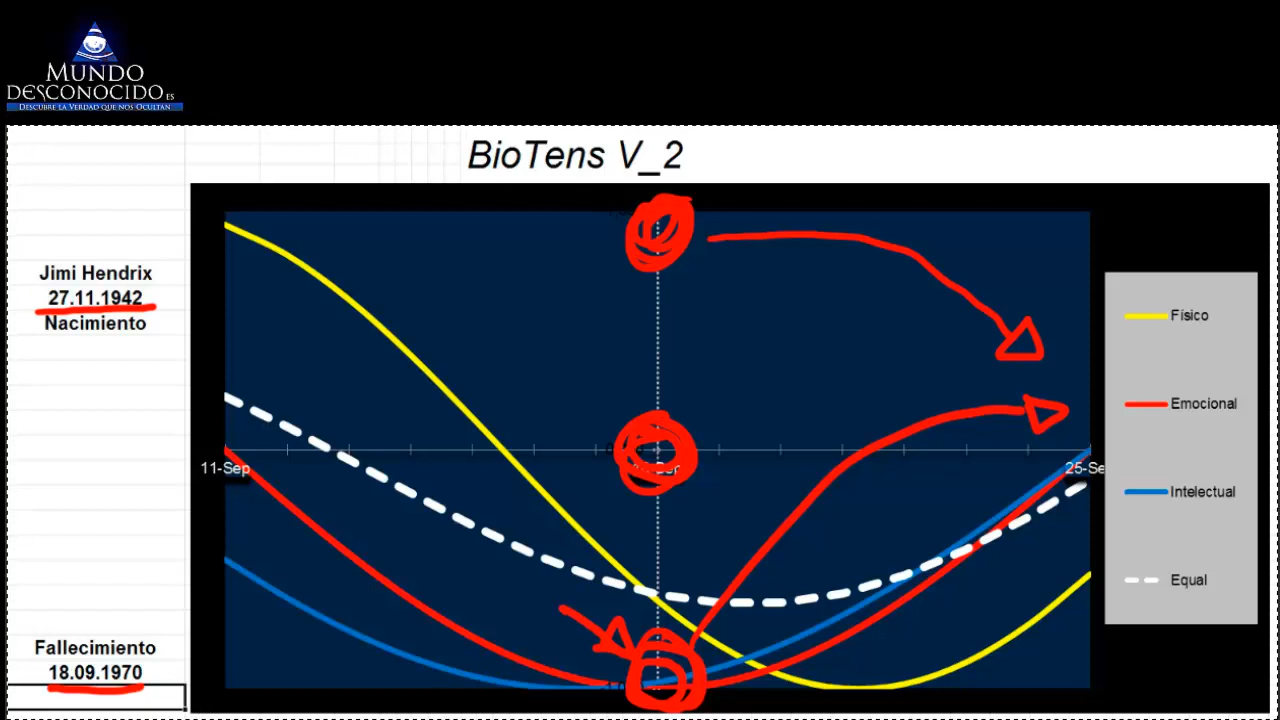 MUNDO
DESCONOCIDO.ES
DESCUBRE LA VERDAD QUE NOS OCULTAN
BioTens V_2
Jimi Hendrix
27.11.1942
Nacimiento
11-Sep
25-Se
Físico
Emocional
Intelectual
Equal
Fallecimiento
18.09.1970